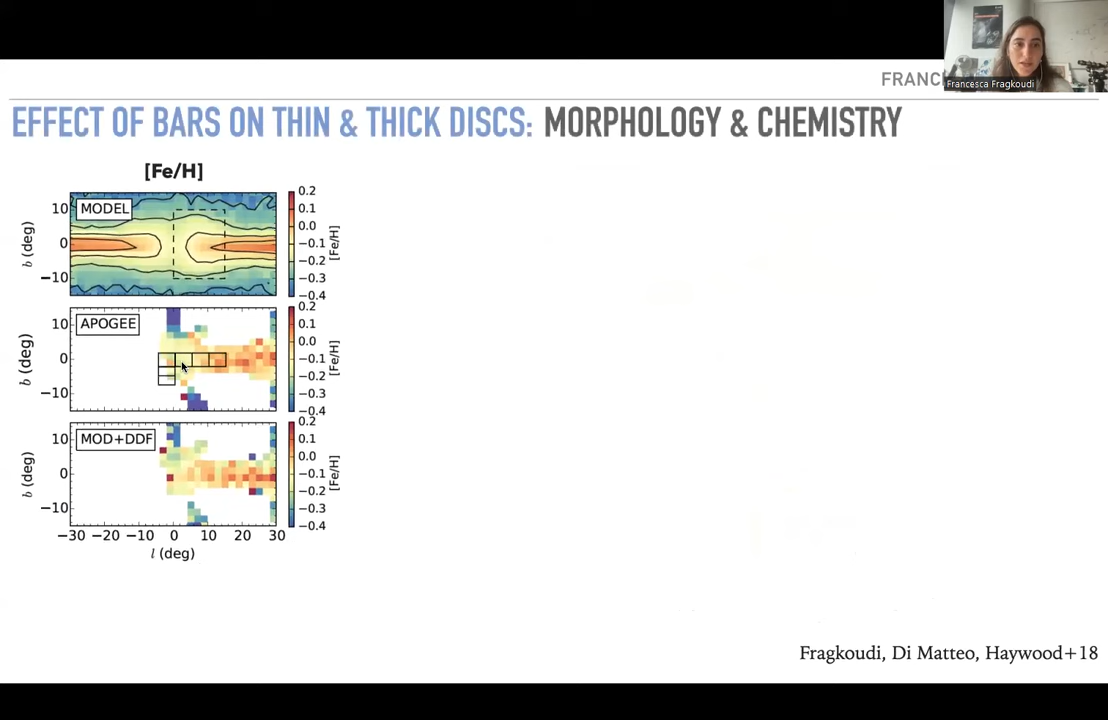 FRANC
Francesca Fragkoudi
EFFECT OF BARS ON THIN & THICK DISCS: MORPHOLOGY & CHEMISTRY
[Fe/H]
MODEL
10
0
−10
b (deg)
0.2
0.1
0.0
−0.1
−0.2
−0.3
−0.4
[Fe/H]
APOGEE
10
0
−10
b (deg)
0.2
0.1
0.0
−0.1
−0.2
−0.3
−0.4
[Fe/H]
MOD+DDF
10
0
−10
b (deg)
0.2
0.1
0.0
−0.1
−0.2
−0.3
−0.4
[Fe/H]
−30 −20 −10 0 10 20 30
l (deg)
Fragkoudi, Di Matteo, Haywood+18